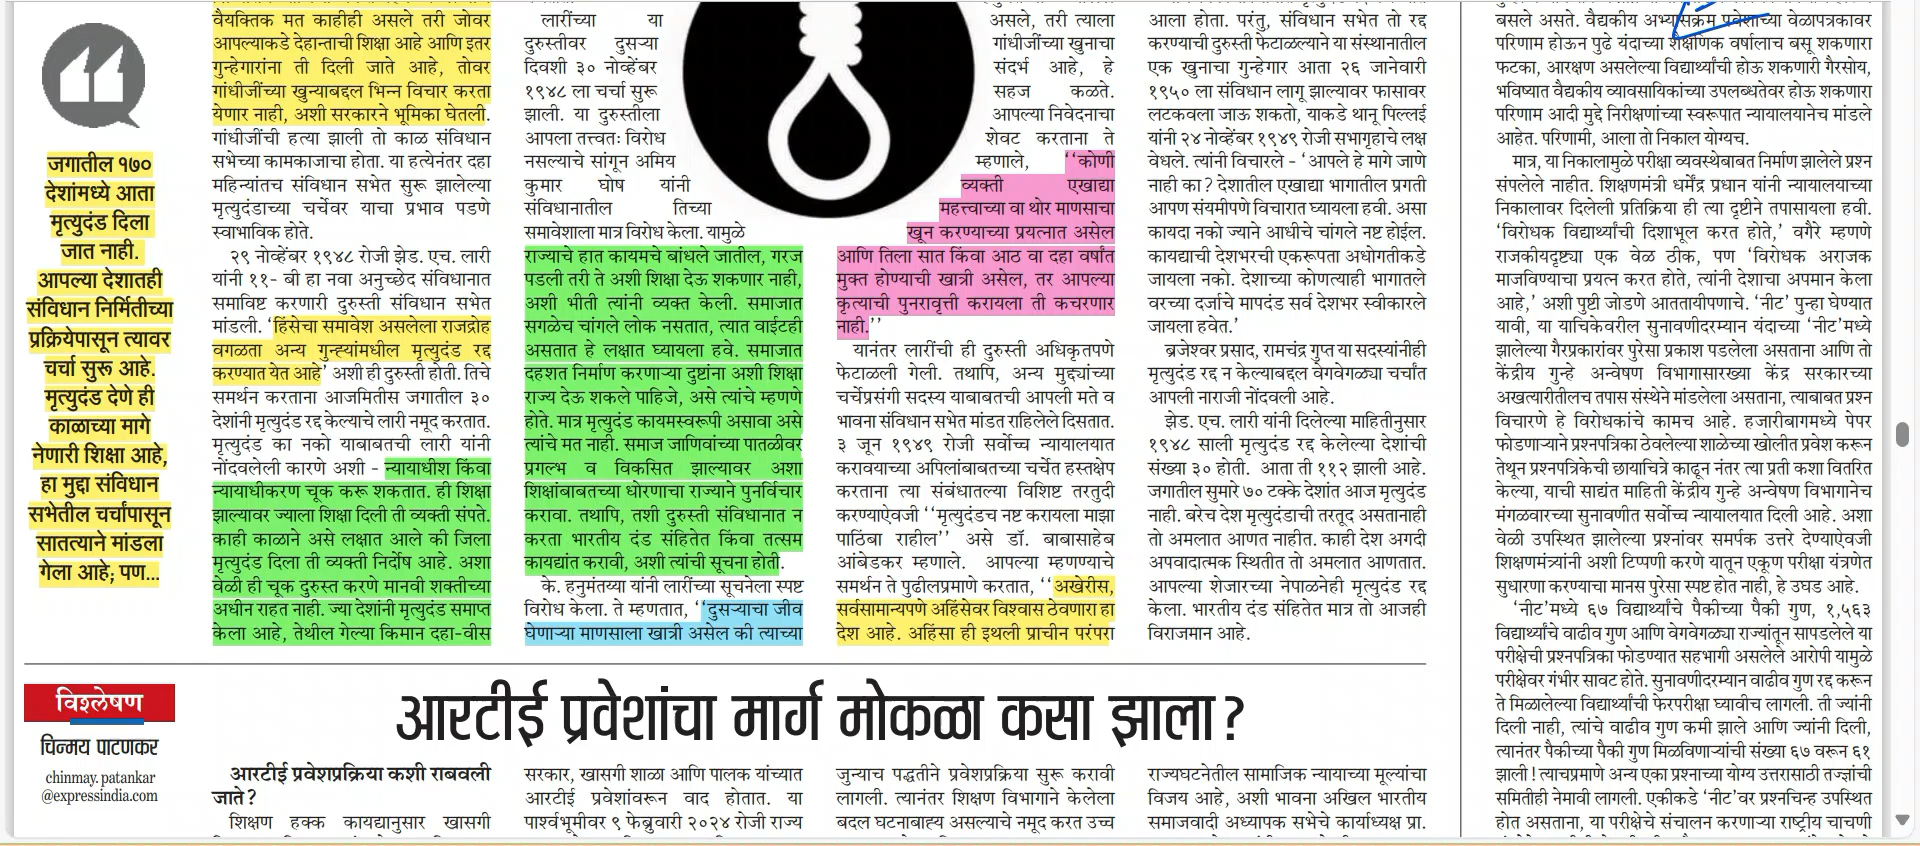 जगातील १७०
देशांमध्ये आता
मृत्युदंड दिला
जात नाही.
आपल्या देशातही
संविधान निर्मितीच्या
प्रक्रियेपासून त्यावर
चर्चा सुरू आहे.
मृत्युदंड देणे ही
काळाच्या मागे
नेणारी शिक्षा आहे,
हा मुद्दा संविधान
सभेतील चर्चांपासून
सातत्याने मांडला
गेला आहे; पण...
वैयक्तिक मत काहीही असले तरी जोवर
आपल्याकडे देहान्ताची शिक्षा आहे आणि इतर
गुन्हेगारांना ती दिली जाते आहे, तोवर
गांधीजींच्या खुन्याबद्दल भिन्न विचार करता
येणार नाही, अशी सरकारने भूमिका घेतली.
गांधीजींची हत्या झाली तो काळ संविधान
सभेच्या कामकाजाचा होता. या हत्येनंतर दहा
महिन्यांतच संविधान सभेत सुरू झालेल्या
मृत्युदंडाच्या चर्चेवर याचा प्रभाव पडणे
स्वाभाविक होते.
२९ नोव्हेंबर १९४८ रोजी झेड. एच. लारी
यांनी ११- बी हा नवा अनुच्छेद संविधानात
समाविष्ट करणारी दुरुस्ती संविधान सभेत
मांडली. ‘हिंसेचा समावेश असलेला राजद्रोह
वगळता अन्य गुन्ह्यांमधील मृत्युदंड रद्द
करण्यात येत आहे’ अशी ही दुरुस्ती होती. तिचे
समर्थन करताना आजमितीस जगातील ३०
देशांनी मृत्युदंड रद्द केल्याचे लारी नमूद करतात.
मृत्युदंड का नको याबाबतची लारी यांनी
नोंदवलेली कारणे अशी - न्यायाधीश किंवा
न्यायाधीकरण चूक करू शकतात. ही शिक्षा
झाल्यावर ज्याला शिक्षा दिली ती व्यक्ती संपते.
काही काळाने असे लक्षात आले की जिला
मृत्युदंड दिला ती व्यक्ती निर्दोष आहे. अशा
वेळी ही चूक दुरुस्त करणे मानवी शक्तीच्या
अधीन राहत नाही. ज्या देशांनी मृत्युदंड समाप्त
केला आहे, तेथील गेल्या किमान दहा-वीस
लारींच्या या
दुरुस्तीवर दुसऱ्या
दिवशी ३० नोव्हेंबर
१९४८ ला चर्चा सुरू
झाली. या दुरुस्तीला
आपला तत्त्वत: विरोध
नसल्याचे सांगून अमिय
कुमार घोष यांनी
संविधानातील तिच्या
समावेशाला मात्र विरोध केला. यामुळे
राज्याचे हात कायमचे बांधले जातील, गरज
पडली तरी ते अशी शिक्षा देऊ शकणार नाही,
अशी भीती त्यांनी व्यक्त केली. समाजात
सगळेच चांगले लोक नसतात, त्यात वाईटही
असतात हे लक्षात घ्यायला हवे. समाजात
दहशत निर्माण करणाऱ्या दुष्टांना अशी शिक्षा
राज्य देऊ शकले पाहिजे, असे त्यांचे म्हणणे
होते. मात्र मृत्युदंड कायमस्वरूपी असावा असे
त्यांचे मत नाही. समाज जाणिवांच्या पातळीवर
प्रगल्भ व विकसित झाल्यावर अशा
शिक्षांबाबतच्या धोरणाचा राज्याने पुनर्विचार
करावा. तथापि, तशी दुरुस्ती संविधानात न
करता भारतीय दंड संहितेत किंवा तत्सम
कायद्यांत करावी, अशी त्यांची सूचना होती.
के. हनुमंतय्या यांनी लारींच्या सूचनेला स्पष्ट
विरोध केला. ते म्हणतात, ‘‘दुसऱ्याचा जीव
घेणाऱ्या माणसाला खात्री असेल की त्याच्या
असले, तरी त्याला
गांधीजींच्या खुनाचा
संदर्भ आहे, हे
सहज कळते.
आपल्या निवेदनाचा
शेवट करताना ते
म्हणाले, ‘‘कोणी
व्यक्ती एखाद्या
महत्त्वाच्या वा थोर माणसाचा
खून करण्याच्या प्रयत्नात असेल
आणि तिला सात किंवा आठ वा दहा वर्षांत
मुक्त होण्याची खात्री असेल, तर आपल्या
कृत्याची पुनरावृत्ती करायला ती कचरणार
नाही.’’
यानंतर लारींची ही दुरुस्ती अधिकृतपणे
फेटाळली गेली. तथापि, अन्य मुद्द्यांच्या
चर्चेप्रसंगी सदस्य याबाबतची आपली मते व
भावना संविधान सभेत मांडत राहिलेले दिसतात.
३ जून १९४९ रोजी सर्वोच्च न्यायालयात
करावयाच्या अपिलांबाबतच्या चर्चेत हस्तक्षेप
करताना त्या संबंधातल्या विशिष्ट तरतुदी
करण्याऐवजी ‘‘मृत्युदंडच नष्ट करायला माझा
पाठिंबा राहील’’ असे डॉ. बाबासाहेब
आंबेडकर म्हणाले. आपल्या म्हणण्याचे
समर्थन ते पुढीलप्रमाणे करतात, ‘‘अखेरीस,
सर्वसामान्यपणे अहिंसेवर विश्वास ठेवणारा हा
देश आहे. अहिंसा ही इथली प्राचीन परंपरा
आला होता. परंतु, संविधान सभेत तो रद्द
करण्याची दुरुस्ती फेटाळल्याने या संस्थानातील
एक खुनाचा गुन्हेगार आता २६ जानेवारी
१९५० ला संविधान लागू झाल्यावर फासावर
लटकवला जाऊ शकतो, याकडे थानू पिल्लई
यांनी २४ नोव्हेंबर १९४९ रोजी सभागृहाचे लक्ष
वेधले. त्यांनी विचारले - ‘आपले हे मागे जाणे
नाही का? देशातील एखाद्या भागातील प्रगती
आपण संयमीपणे विचारात घ्यायला हवी. असा
कायदा नको ज्याने आधीचे चांगले नष्ट होईल.
कायद्याची देशभरची एकरूपता अधोगतीकडे
जायला नको. देशाच्या कोणत्याही भागातले
वरच्या दर्जाचे मापदंड सर्व देशभर स्वीकारले
जायला हवेत.’
ब्रजेश्वर प्रसाद, रामचंद्र गुप्त या सदस्यांनीही
मृत्युदंड रद्द न केल्याबद्दल वेगवेगळ्या चर्चांत
आपली नाराजी नोंदवली आहे.
झेड. एच. लारी यांनी दिलेल्या माहितीनुसार
१९४८ साली मृत्युदंड रद्द केलेल्या देशांची
संख्या ३० होती. आता ती ११२ झाली आहे.
जगातील सुमारे ७० टक्के देशांत आज मृत्युदंड
नाही. बरेच देश मृत्युदंडाची तरतूद असतानाही
तो अमलात आणत नाहीत. काही देश अगदी
अपवादात्मक स्थितीत तो अमलात आणतात.
आपल्या शेजारच्या नेपाळनेही मृत्युदंड रद्द
केला. भारतीय दंड संहितेत मात्र तो आजही
विराजमान आहे.
बसले असते. वैद्यकीय अभ्यासक्रम प्रवेशाच्या वेळापत्रकावर
परिणाम होऊन पुढे यंदाच्या शैक्षणिक वर्षालाच बसू शकणारा
फटका, आरक्षण असलेल्या विद्यार्थ्यांची होऊ शकणारी गैरसोय,
भविष्यात वैद्यकीय व्यावसायिकांच्या उपलब्धतेवर होऊ शकणारा
परिणाम आदी मुद्दे निरीक्षणांच्या स्वरूपात न्यायालयानेच मांडले
आहेत. परिणामी, आला तो निकाल योग्यच.
मात्र, या निकालामुळे परीक्षा व्यवस्थेबाबत निर्माण झालेले प्रश्न
संपलेले नाहीत. शिक्षणमंत्री धर्मेंद्र प्रधान यांनी न्यायालयाच्या
निकालावर दिलेली प्रतिक्रिया ही त्या दृष्टीने तपासायला हवी.
‘विरोधक विद्यार्थ्यांची दिशाभूल करत होते,’ वगैरे म्हणणे
राजकीयदृष्ट्या एक वेळ ठीक, पण ‘विरोधक अराजक
माजविण्याचा प्रयत्न करत होते, त्यांनी देशाचा अपमान केला
आहे,’ अशी पुष्टी जोडणे आततायीपणाचे. ‘नीट’ पुन्हा घेण्यात
यावी, या याचिकेवरील सुनावणीदरम्यान यंदाच्या ‘नीट’मध्ये
झालेल्या गैरप्रकारांवर पुरेसा प्रकाश पडलेला असताना आणि तो
केंद्रीय गुन्हे अन्वेषण विभागासारख्या केंद्र सरकारच्या
अखत्यारीतीलच तपास संस्थेने मांडलेला असताना, त्याबाबत प्रश्न
विचारणे हे विरोधकांचे कामच आहे. हजारीबागमध्ये पेपर
फोडणाऱ्याने प्रश्नपत्रिका ठेवलेल्या शाळेच्या खोलीत प्रवेश करून
तेथून प्रश्नपत्रिकेची छायाचित्रे काढून नंतर त्या प्रती कशा वितरित
केल्या, याची साद्यंत माहिती केंद्रीय गुन्हे अन्वेषण विभागानेच
मंगळवारच्या सुनावणीत सर्वोच्च न्यायालयात दिली आहे. अशा
वेळी उपस्थित झालेल्या प्रश्नांवर समर्पक उत्तरे देण्याऐवजी
शिक्षणमंत्र्यांनी अशी टिप्पणी करणे यातून एकूण परीक्षा यंत्रणेत
सुधारणा करण्याचा मानस पुरेसा स्पष्ट होत नाही, हे उघड आहे.
‘नीट’मध्ये ६७ विद्यार्थ्यांचे पैकीच्या पैकी गुण, १,५६३
विद्यार्थ्यांचे वाढीव गुण आणि वेगवेगळ्या राज्यांतून सापडलेले या
परीक्षेची प्रश्नपत्रिका फोडण्यात सहभागी असलेले आरोपी यामुळे
परीक्षेवर गंभीर सावट होते. सुनावणीदरम्यान वाढीव गुण रद्द करून
ते मिळालेल्या विद्यार्थ्यांची फेरपरीक्षा घ्यावीच लागली. ती ज्यांनी
दिली नाही, त्यांचे वाढीव गुण कमी झाले आणि ज्यांनी दिली,
त्यानंतर पैकीच्या पैकी गुण मिळविणाऱ्यांची संख्या ६७ वरून ६१
झाली! त्याचप्रमाणे अन्य एका प्रश्नाच्या योग्य उत्तरासाठी तज्ज्ञांची
समितीही नेमावी लागली. एकीकडे ‘नीट’वर प्रश्नचिन्ह उपस्थित
होत असताना, या परीक्षेचे संचालन करणाऱ्या राष्ट्रीय चाचणी
विश्लेषण
चिन्मय पाटणकर
chinmay.patankar
@expressindia.com
आरटीई प्रवेशांचा मार्ग मोकळा कसा झाला?
आरटीई प्रवेशप्रक्रिया कशी राबवली
जाते?
शिक्षण हक्क कायद्यानुसार खासगी
सरकार, खासगी शाळा आणि पालक यांच्यात
आरटीई प्रवेशांवरून वाद होतात. या
पार्श्वभूमीवर ९ फेब्रुवारी २०२४ रोजी राज्य
जुन्याच पद्धतीने प्रवेशप्रक्रिया सुरू करावी
लागली. त्यानंतर शिक्षण विभागाने केलेला
बदल घटनाबाह्य असल्याचे नमूद करत उच्च
राज्यघटनेतील सामाजिक न्यायाच्या मूल्यांचा
विजय आहे, अशी भावना अखिल भारतीय
समाजवादी अध्यापक सभेचे कार्याध्यक्ष प्रा.